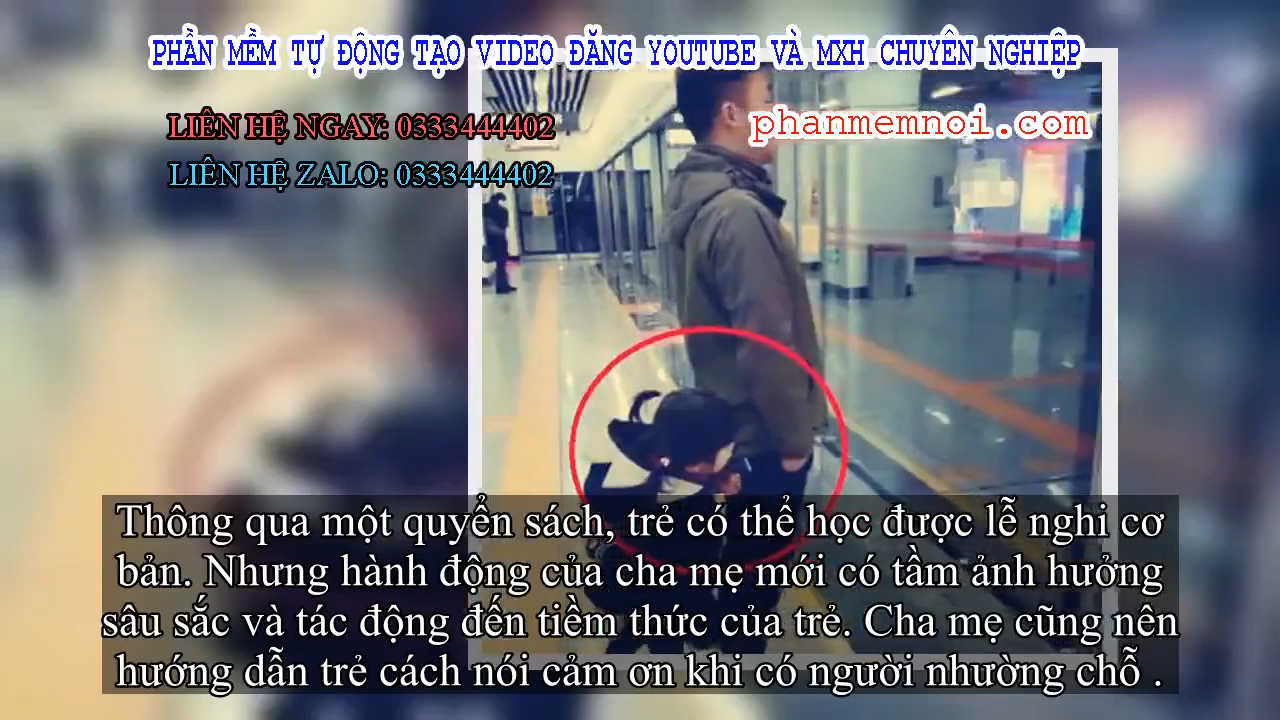 PHẦN MỀM TỰ ĐỘNG TẠO VIDEO ĐĂNG YOUTUBE VÀ MXH CHUYÊN NGHIỆP
LIÊN HỆ NGAY: 0333444402
phanmemnoi.com
LIÊN HỆ ZALO: 0333444402
Thông qua một quyển sách, trẻ có thể học được lễ nghi cơ
bản. Nhưng hành động của cha mẹ mới có tầm ảnh hưởng
sâu sắc và tác động đến tiềm thức của trẻ. Cha mẹ cũng nên
hướng dẫn trẻ cách nói cảm ơn khi có người nhường chỗ .